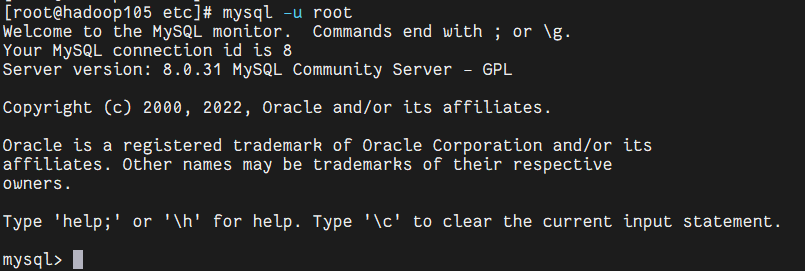 [root@hadoop105 etc]# mysql -u root
Welcome to the MySQL monitor.  Commands end with ; or \g.
Your MySQL connection id is 8
Server version: 8.0.31 MySQL Community Server - GPL
Copyright (c) 2000, 2022, Oracle and/or its affiliates.
Oracle is a registered trademark of Oracle Corporation and/or its
affiliates. Other names may be trademarks of their respective
owners.
Type 'help;' or '\h' for help. Type '\c' to clear the current input statement.
mysql>